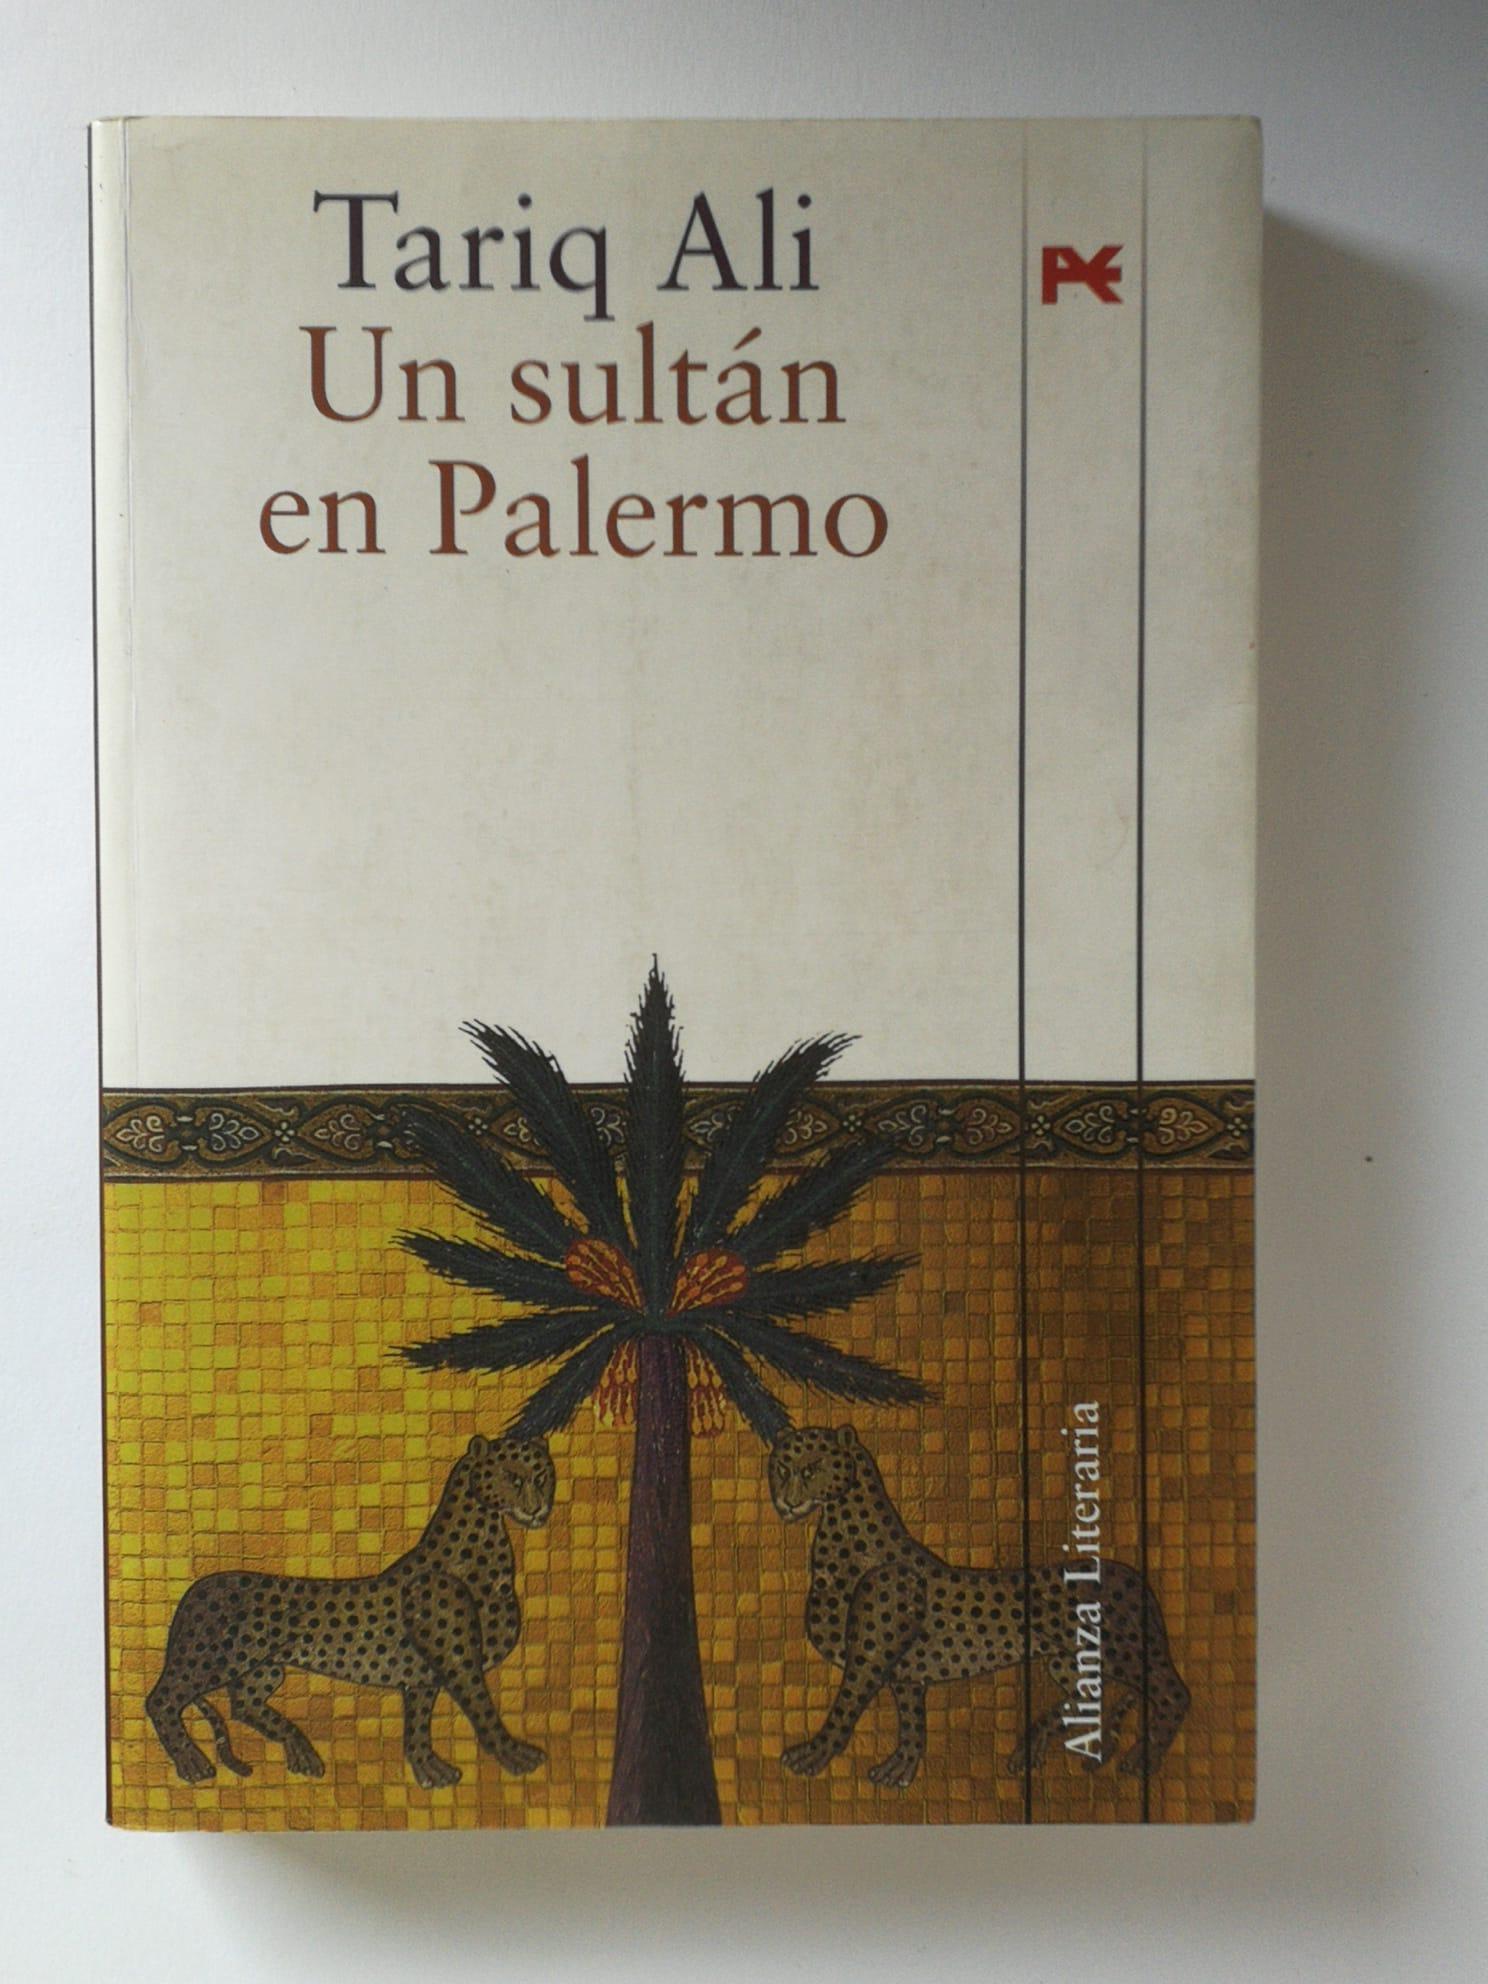 Tariq Ali
Un sultán
en Palermo
Alianza Literaria